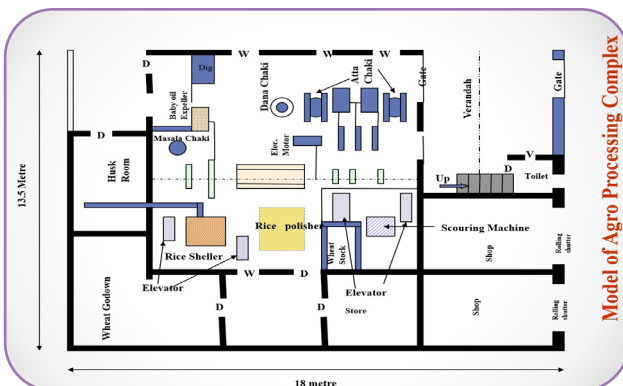 W
W
W
D
Dig
Baby oil
Expeller
Dana Chaki
Atta
Chaki
Gate
Verandah
Gate
Masala Chaki
Elec.
Motor
D
Husk
Room
13.5 Metre
Up
V
D
Toilet
Rice polisher
Scouring Machine
Wheat
Stock
Rice Sheller
Shop
Rolling
shutter
Elevator
W
D
Elevator
Wheat Godown
D
D
Store
Shop
Rolling
shutter
18 metre
Model of Agro Processing Complex